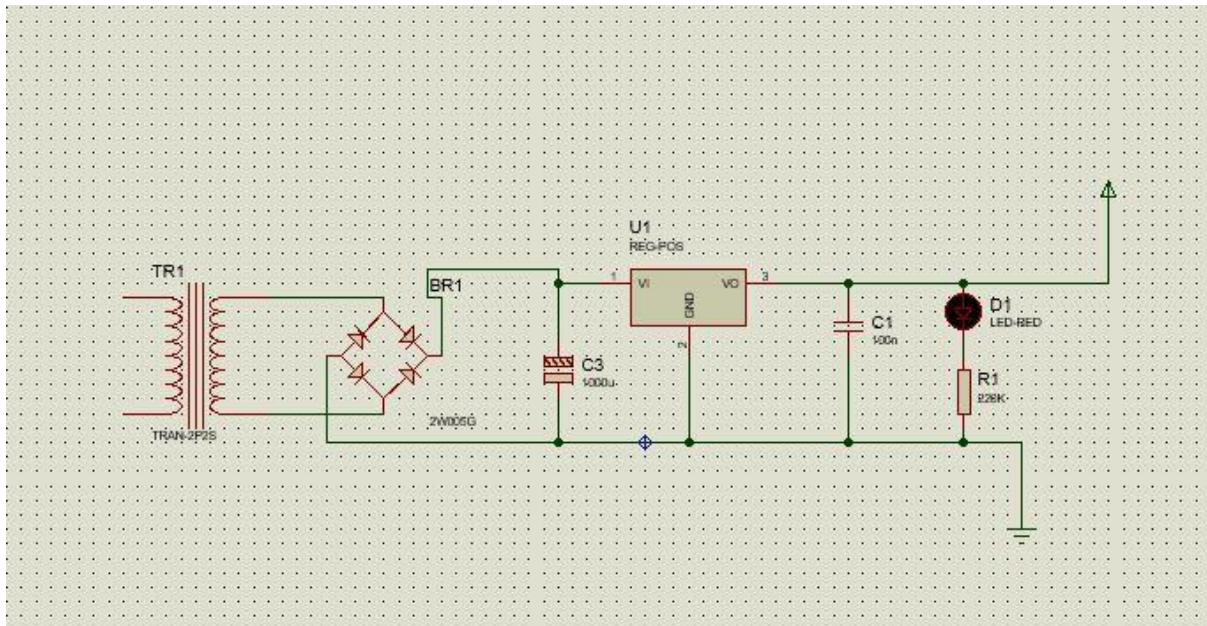 TR1
TRAN-2P2S
BR1
2W005G
C3
1000u
U1
REG-POS
1
VI
VO
3
GND
2
C1
100n
D1
LED-RED
R1